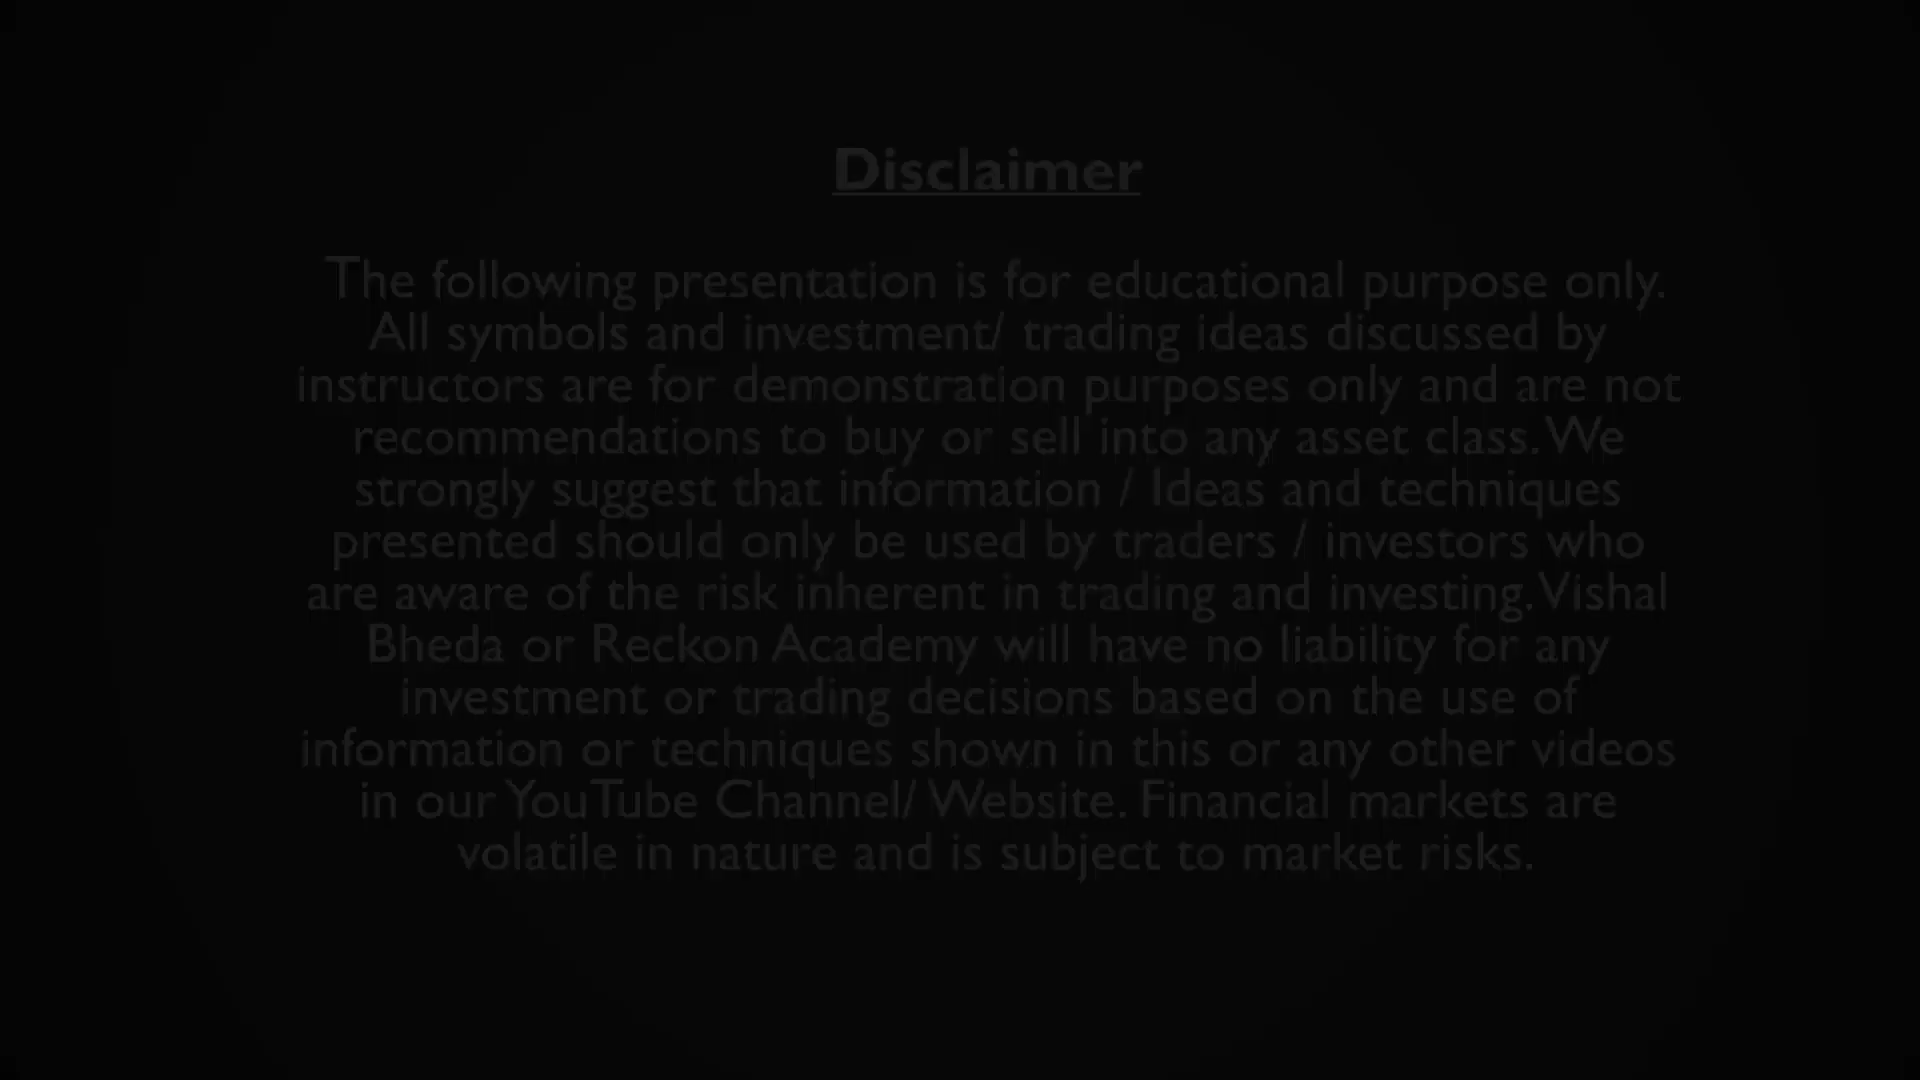 Disclaimer
The following presentation is for educational purpose only.
All symbols and investment/ trading ideas discussed by
instructors are for demonstration purposes only and are not
recommendations to buy or sell into any asset class. We
strongly suggest that information / Ideas and techniques
presented should only be used by traders / investors who
are aware of the risk inherent in trading and investing. Vishal
Bheda or Reckon Academy will have no liability for any
investment or trading decisions based on the use of
information or techniques shown in this or any other videos
in our YouTube Channel/ Website. Financial markets are
volatile in nature and is subject to market risks.